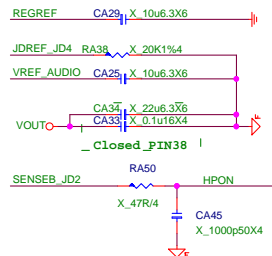 REGREF CA29 X_10u6.3X6
JDREF_JD4 RA38 X_20K1%4
VREF_AUDIO CA25 X_10u6.3X6
CA34 X_22u6.3X6
VOUT CA33 X_0.1u16X4
Closed_PIN38
RA50
SENSEB_JD2 HPON
X_47R/4
CA45
X_1000p50X4